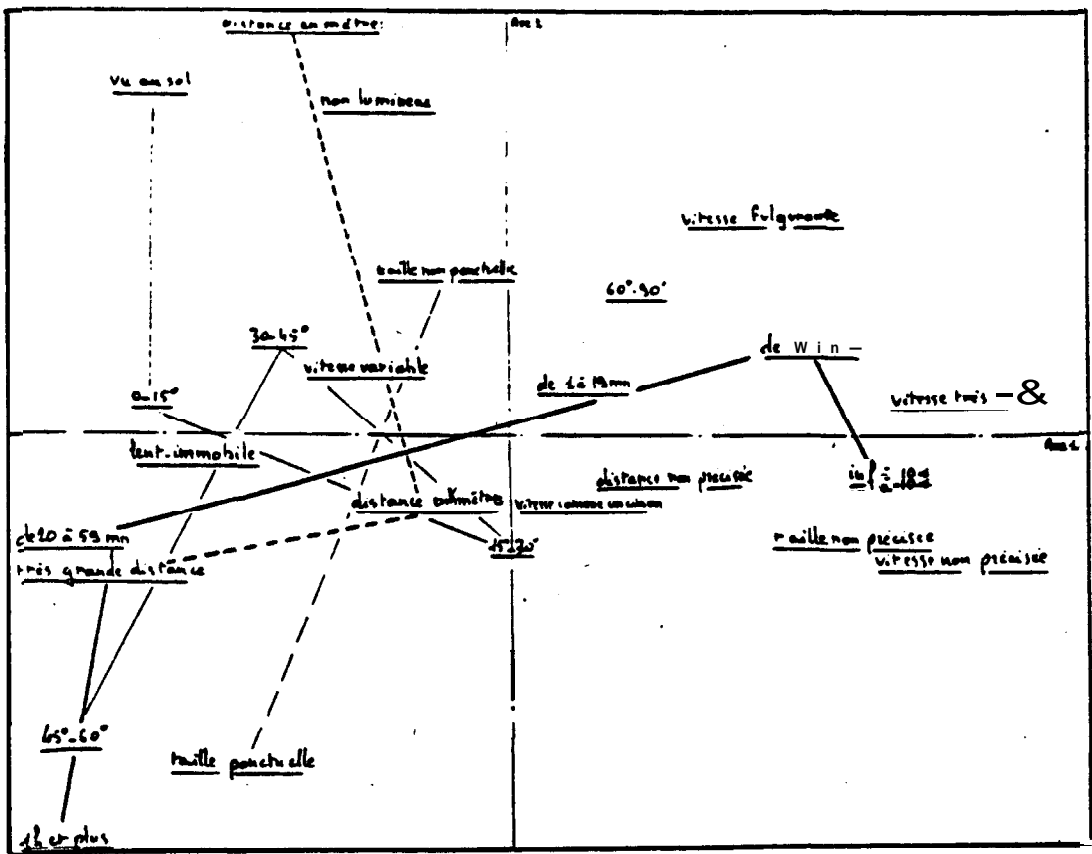 distance en mètres
Axe 2
vu au sol
non lumineux
vitesse fulgurante
taille non ponctuelle
60°-90°
30-45°
de Win-
vitesse variable
de 1 à 19 mn
0-15°
vitesse très - &
lent-immobile
Axe 1
distance non précisée
inf à 10 s
distance
vitesse comme un avion
de 20 à 59 mn
15-30°
taille non précisée
très grande distance
vitesse non précisée
45°-60°
taille ponctuelle
1h et plus